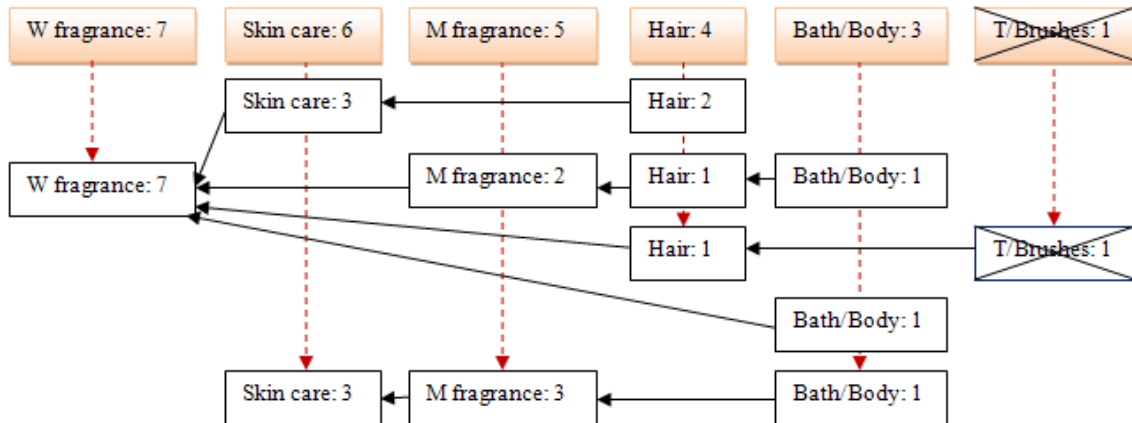 W fragrance: 7
Skin care: 6
M fragrance: 5
Hair: 4
Bath/Body: 3
T/Brushes: 1
Skin care: 3
Hair: 2
W fragrance: 7
M fragrance: 2
Hair: 1
Bath/Body: 1
Hair: 1
T/Brushes: 1
Bath/Body: 1
Skin care: 3
M fragrance: 3
Bath/Body: 1